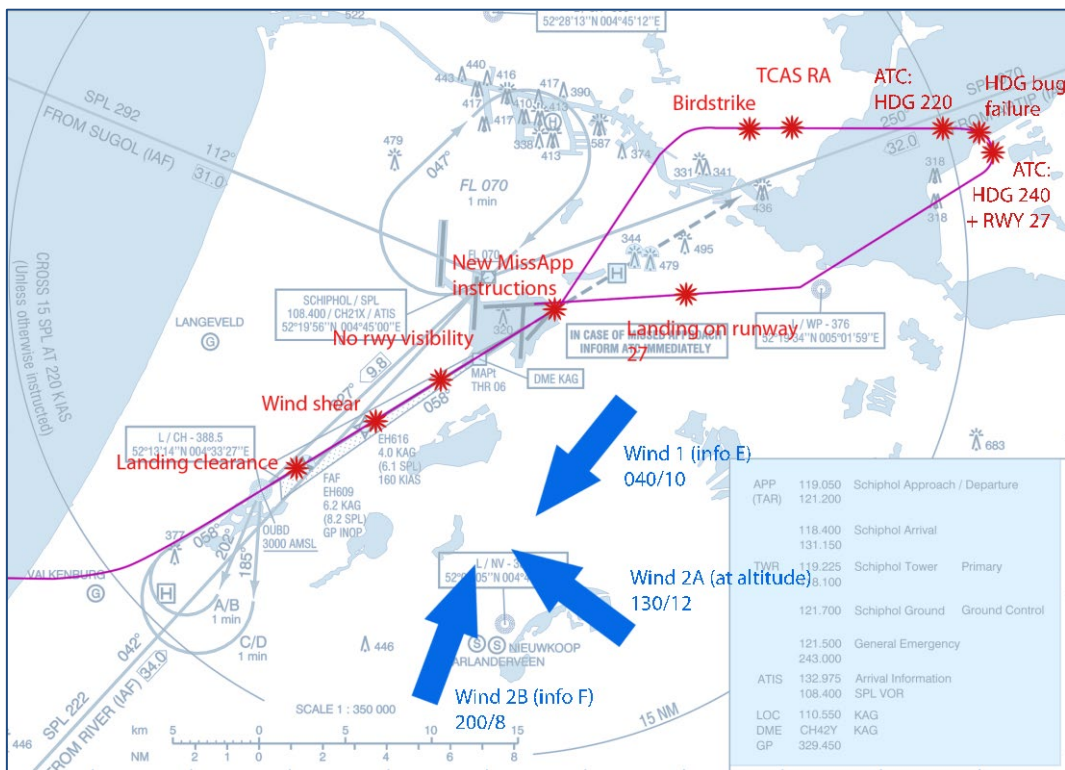 522
52°28'13"N 004°45'12"E
SPL 292
FROM SUGOL (IAF)
112°
31.0
443
440
416
417
390
417
410
413
417
338
413
587
479
374
331
341
047°
FL 070
1 min
Birdstrike
TCAS RA
ATC:
HDG 220
HDG bug
failure
250°
32.0
318
318
ATC:
HDG 240
+ RWY 27
436
344
479
495
H
CROSS 15 SPL AT 220 KIAS
(Unless otherwise instructed)
FL 070
New MissApp
instructions
SCHIPHOL / SPL
108.400 / CH21X / ATIS
52°19'56"N 004°45'00"E
LANGEVELD
G
320
No rwy visibility
IN CASE OF MISSED APPROACH
INFORM ATC IMMEDIATELY
Landing on runway
27
L / WP - 376
52°19'34"N 005°01'59"E
9.8
MAPt
THR 06
DME KAG
058°
Wind shear
L / CH - 388.5
52°13'14"N 004°33'27"E
Landing clearance
EH616
4.0 KAG
(6.1 SPL)
160 KIAS
FAF
EH609
6.2 KAG
(8.2 SPL)
GP INOP
OUBD
3000 AMSL
377
058°
202°
185°
VALKENBURG
G
H
A/B
1 min
C/D
1 min
042°
34.0
SPL 222
FROM RIVER (IAF)
446
446
Wind 1 (info E)
040/10
683
Wind 2A (at altitude)
130/12
S S NIEUWKOOP
Wind 2B (info F)
200/8
15 NM
SCALE 1 : 350 000
km 5 0 5 10 15
NM 2 1 0 2 4 6 8
APP 119.050 Schiphol Approach / Departure
(TAR) 121.200
118.400 Schiphol Arrival
131.150
TWR 119.225 Schiphol Tower Primary
121.700 Schiphol Ground Ground Control
121.500 General Emergency
243.000
ATIS 132.975 Arrival Information
108.400 SPL VOR
LOC 110.550 KAG
DME CH42Y KAG
GP 329.450